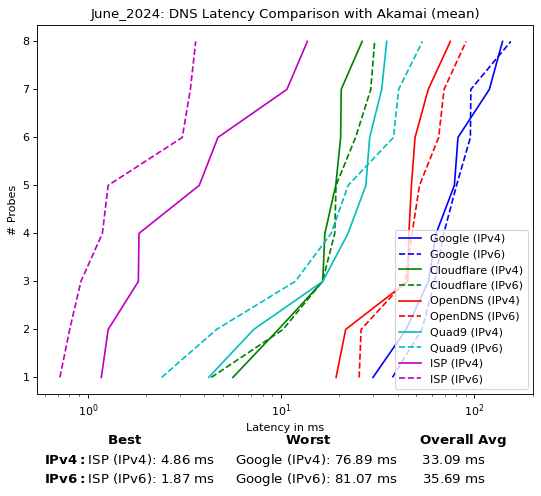 June_2024: DNS Latency Comparison with Akamai (mean)
8
7
6
5
4
3
2
1
# Probes
Google (IPv4)
Google (IPv6)
Cloudflare (IPv4)
Cloudflare (IPv6)
OpenDNS (IPv4)
OpenDNS (IPv6)
Quad9 (IPv4)
Quad9 (IPv6)
ISP (IPv4)
ISP (IPv6)
10⁰ 10¹ 10²
Latency in ms
Best Worst Overall Avg
IPv4: ISP (IPv4): 4.86 ms Google (IPv4): 76.89 ms 33.09 ms
IPv6: ISP (IPv6): 1.87 ms Google (IPv6): 81.07 ms 35.69 ms